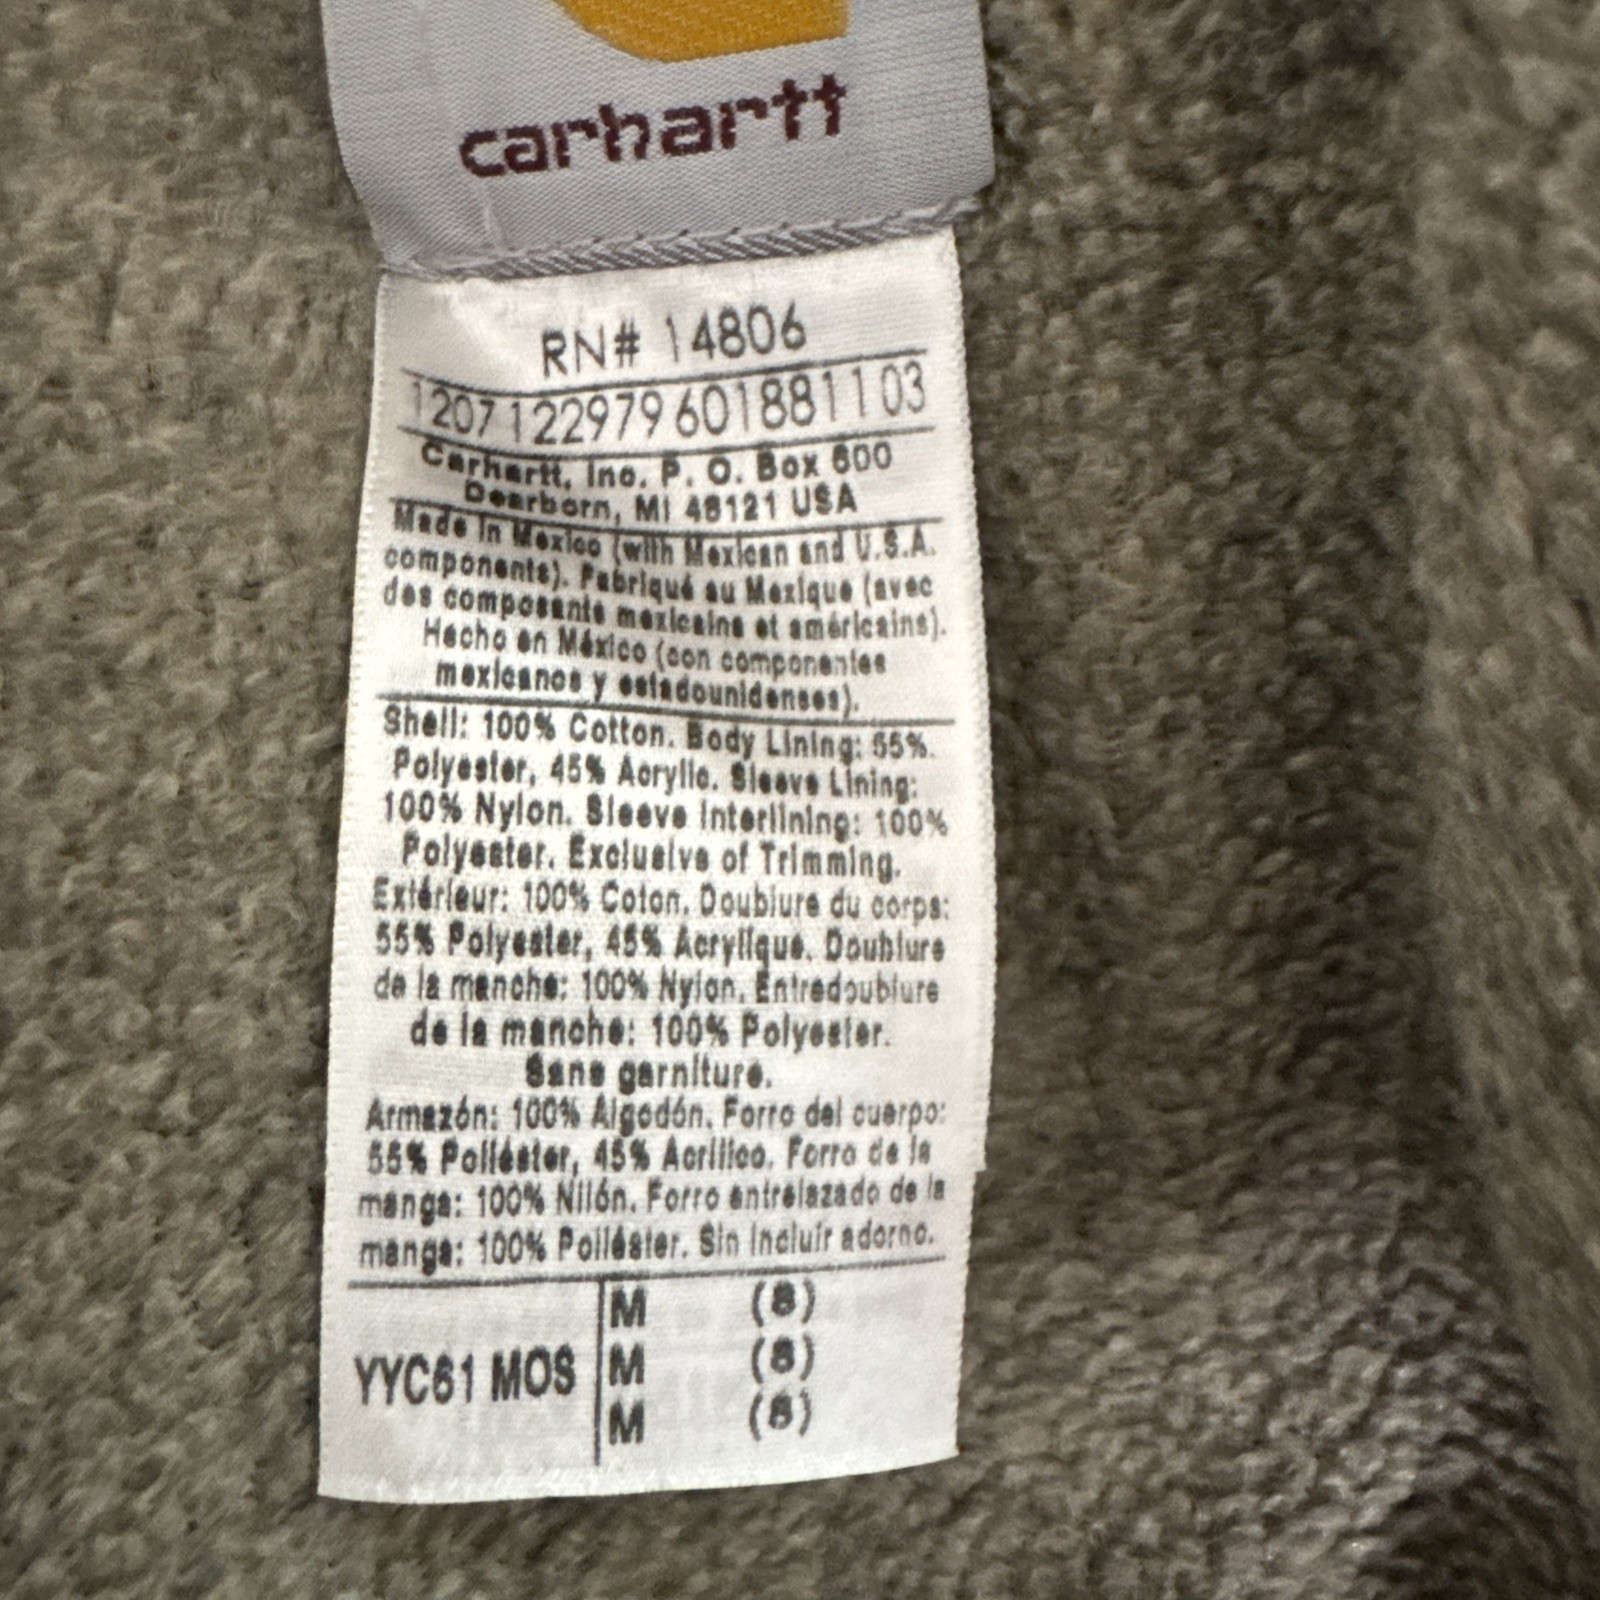 carhartt
RN# 14806
1207 122979 601881103
Carhartt, Inc. P. O. Box 600
Dearborn, MI 48121 USA
Made in Mexico (with Mexican and U.S.A.
components). Fabriqué au Mexique (avec
des composants mexicains et américains).
Hecho en México (con componentes
mexicanos y estadounidenses).
Shell: 100% Cotton. Body Lining: 55%
Polyester, 45% Acrylic. Sleeve Lining:
100% Nylon. Sleeve Interlining: 100%
Polyester. Exclusive of Trimming.
Extérieur: 100% Coton. Doublure du corps:
55% Polyester, 45% Acrylique. Doublure
de la manche: 100% Nylon. Entredoublure
de la manche: 100% Polyester.
Sans garniture.
Armazón: 100% Algodón. Forro del cuerpo:
55% Poliéster, 45% Acrílico. Forro de la
manga: 100% Nilón. Forro entrelazado de la
manga: 100% Poliéster. Sin incluir adorno.
YYC61 MOS
M (8)
M (8)
M (8)